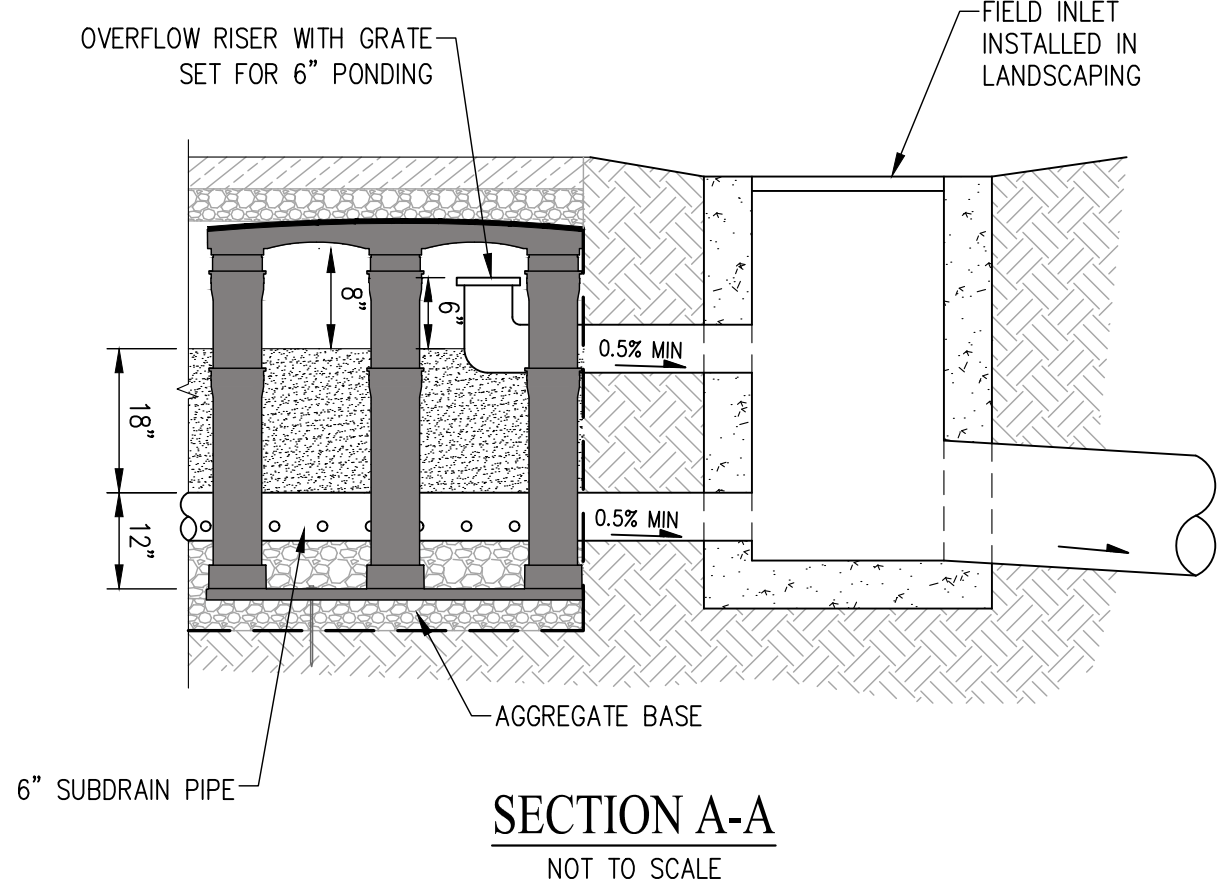 OVERFLOW RISER WITH GRATE
SET FOR 6” PONDING
FIELD INLET
INSTALLED IN
LANDSCAPING
8”
6”
0.5% MIN
18”
12”
0.5% MIN
AGGREGATE BASE
6” SUBDRAIN PIPE
SECTION A-A
NOT TO SCALE